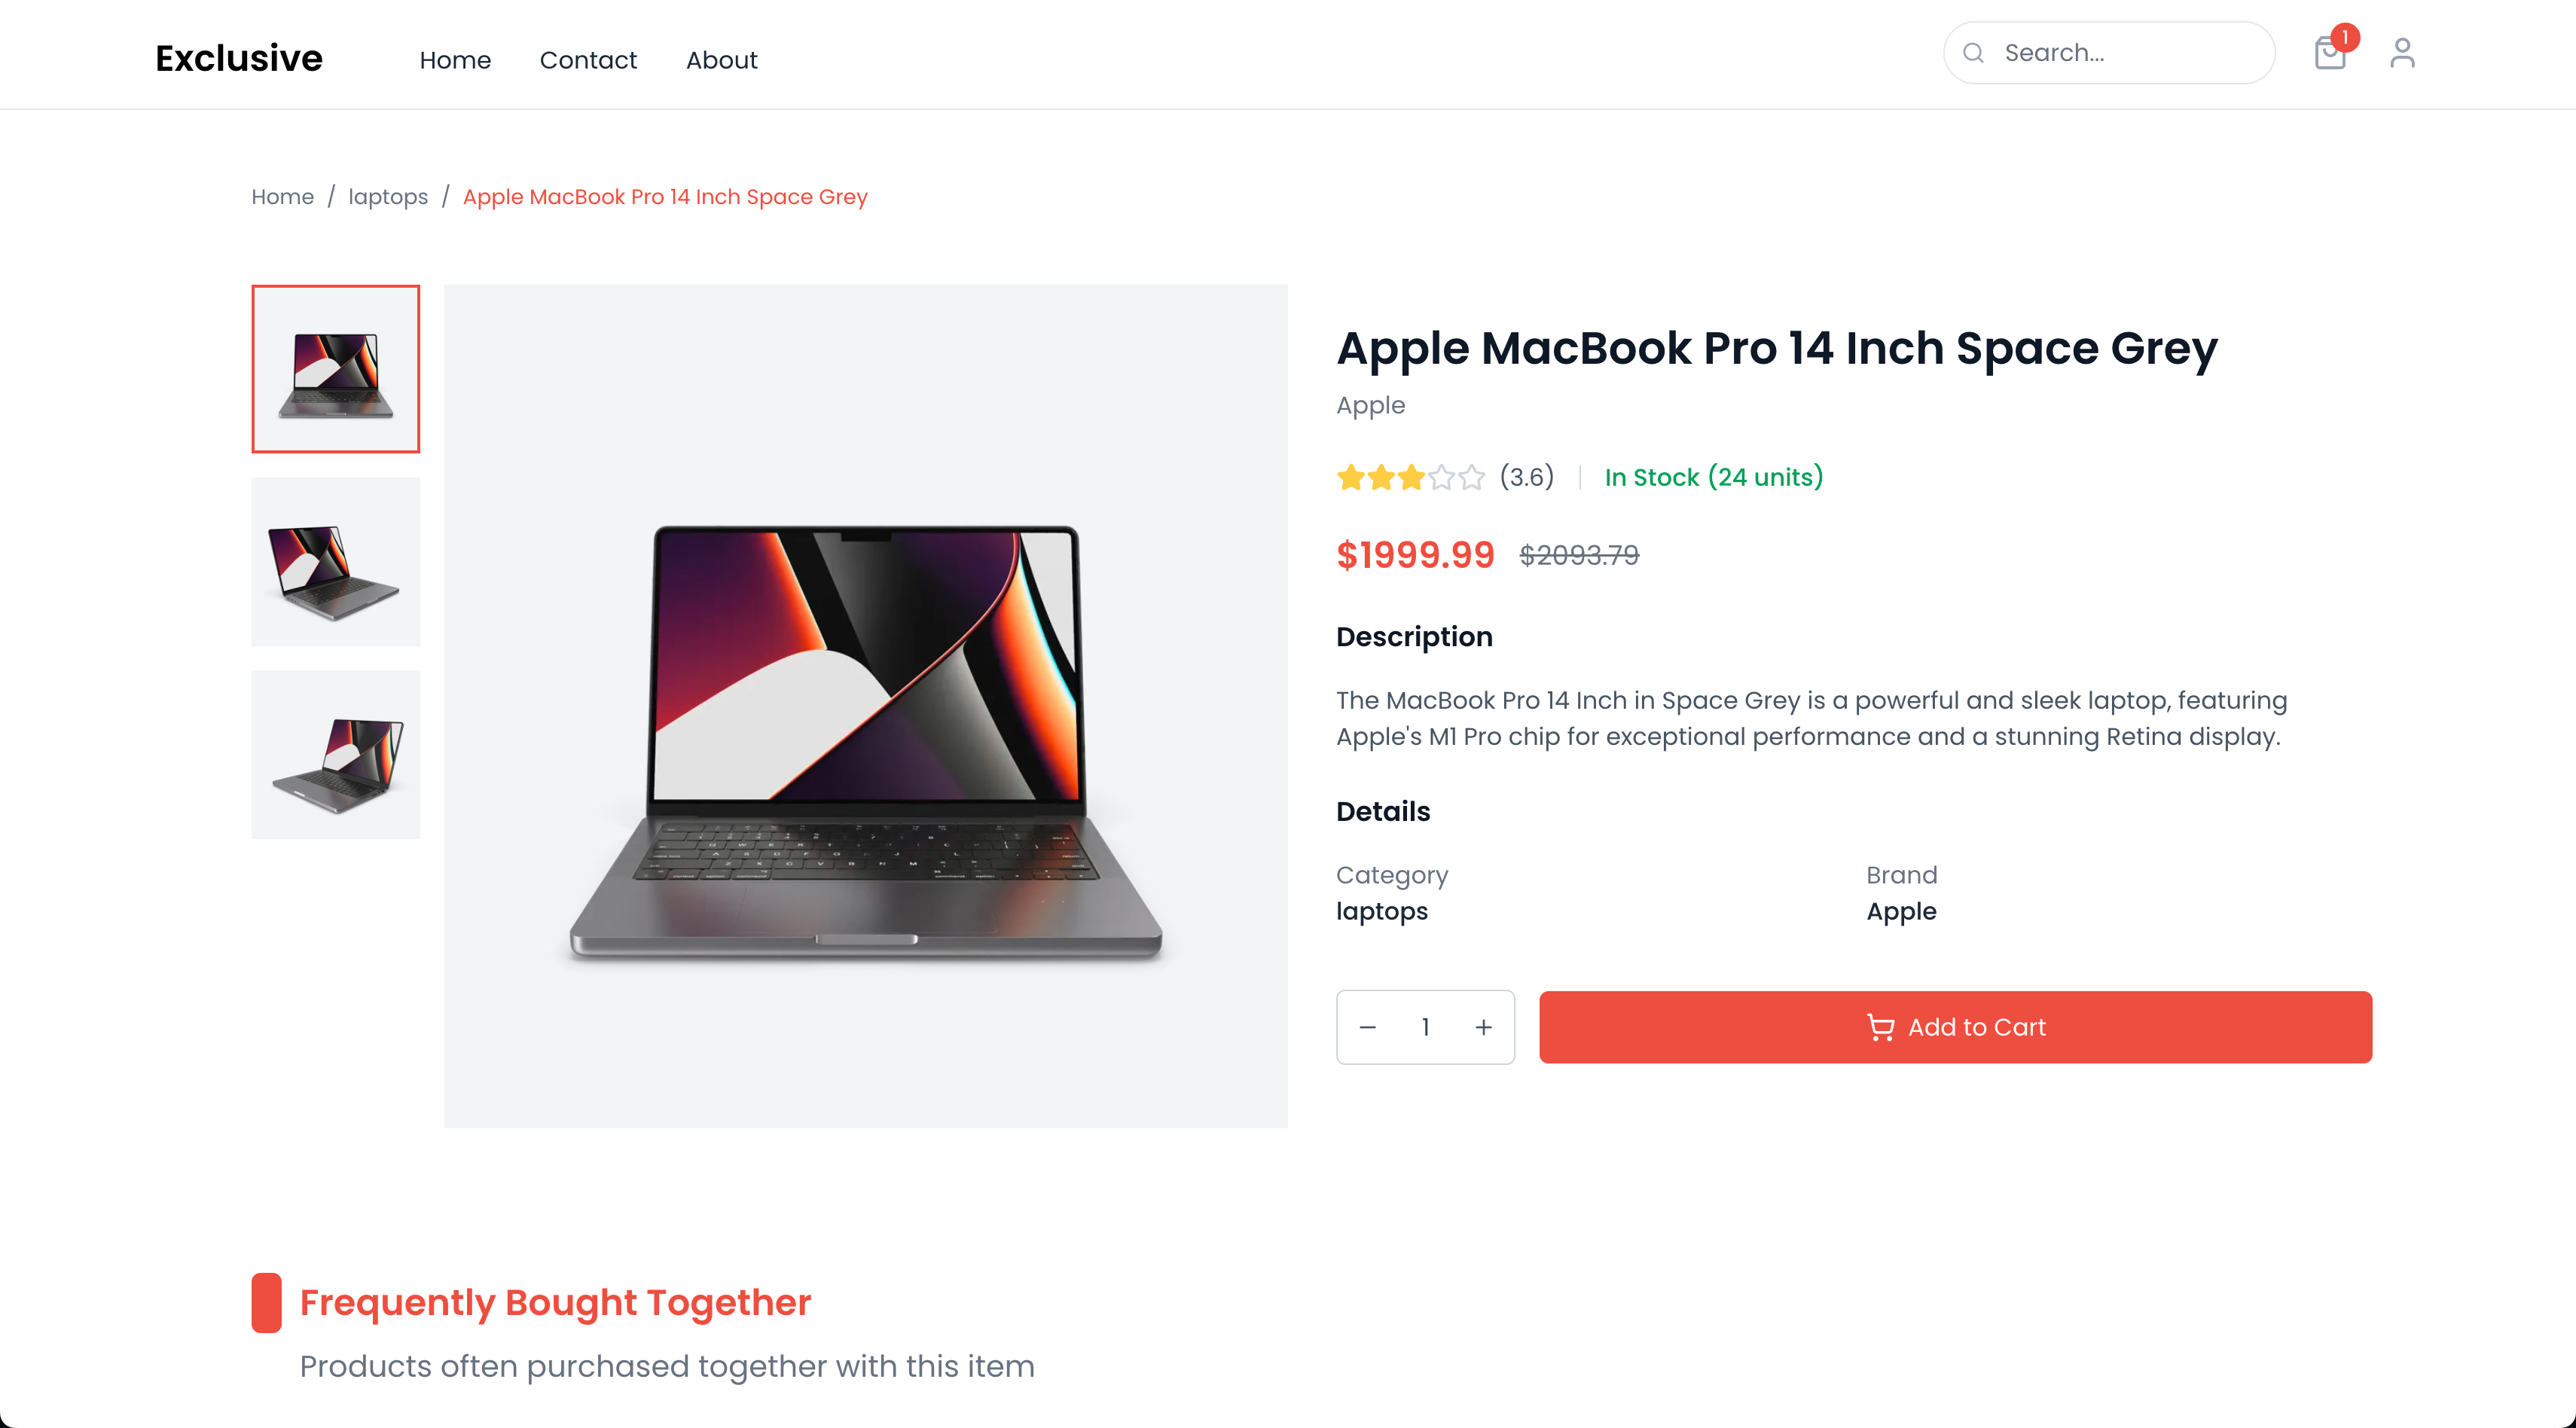 Exclusive
Home
Contact
About
Search...
1
Home / laptops / Apple MacBook Pro 14 Inch Space Grey
Apple MacBook Pro 14 Inch Space Grey
Apple
(3.6)
In Stock (24 units)
$1999.99 $2093.79
Description
The MacBook Pro 14 Inch in Space Grey is a powerful and sleek laptop, featuring
Apple's M1 Pro chip for exceptional performance and a stunning Retina display.
Details
Category
laptops
Brand
Apple
− 1 +
Add to Cart
Frequently Bought Together
Products often purchased together with this item